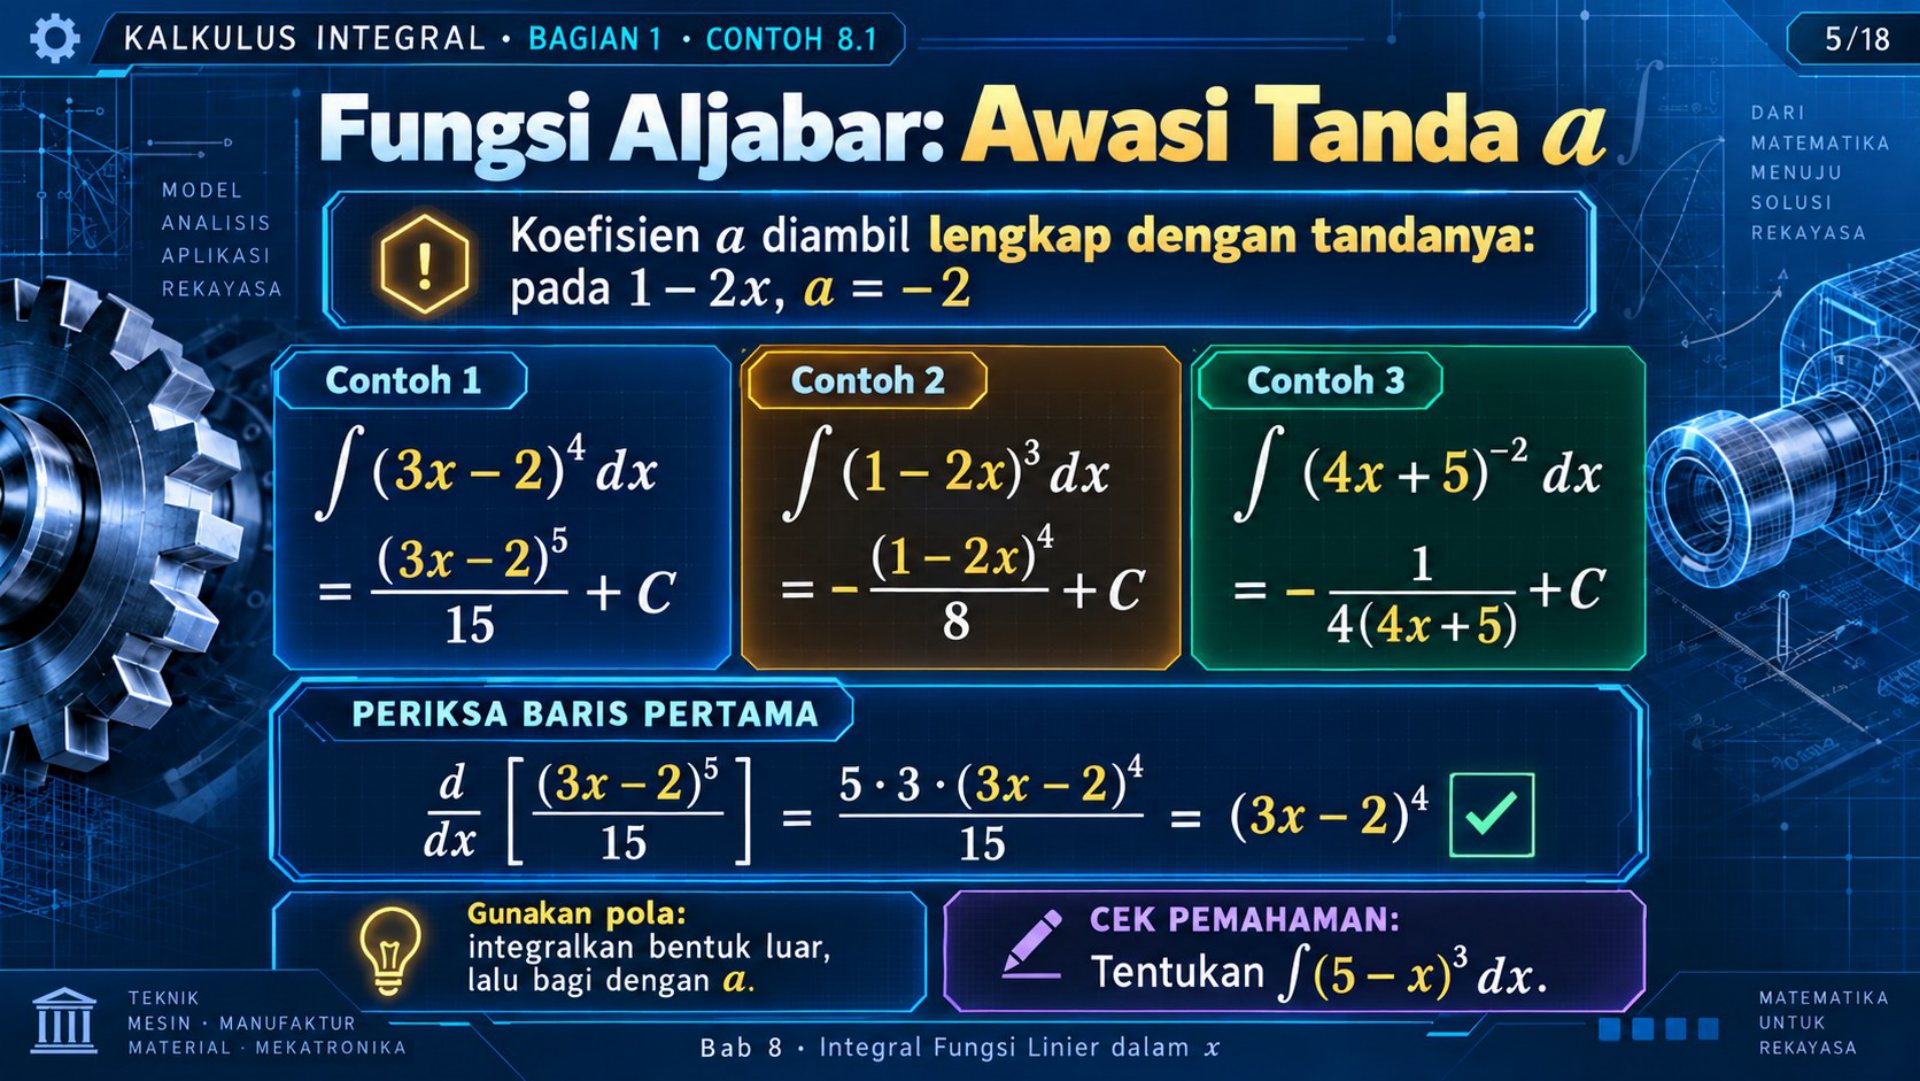 KALKULUS INTEGRAL • BAGIAN 1 • CONTOH 8.1
5/18
Fungsi Aljabar: Awasi Tanda a
MODEL
ANALISIS
APLIKASI
REKAYASA
DARI
MATEMATIKA
MENUJU
SOLUSI
REKAYASA
!
Koefisien a diambil lengkap dengan tandanya:
pada 1 − 2x, a = −2
Contoh 1
∫ (3x − 2)⁴ dx
= (3x − 2)⁵ / 15 + C
Contoh 2
∫ (1 − 2x)³ dx
= − (1 − 2x)⁴ / 8 + C
Contoh 3
∫ (4x + 5)⁻² dx
= − 1 / 4(4x + 5) + C
PERIKSA BARIS PERTAMA
d/dx [ (3x − 2)⁵ / 15 ] = 5 · 3 · (3x − 2)⁴ / 15 = (3x − 2)⁴ ✓
Gunakan pola:
integralkan bentuk luar,
lalu bagi dengan a.
CEK PEMAHAMAN:
Tentukan ∫(5 − x)³ dx.
TEKNIK
MESIN · MANUFAKTUR
MATERIAL · MEKATRONIKA
Bab 8 • Integral Fungsi Linier dalam x
MATEMATIKA
UNTUK
REKAYASA